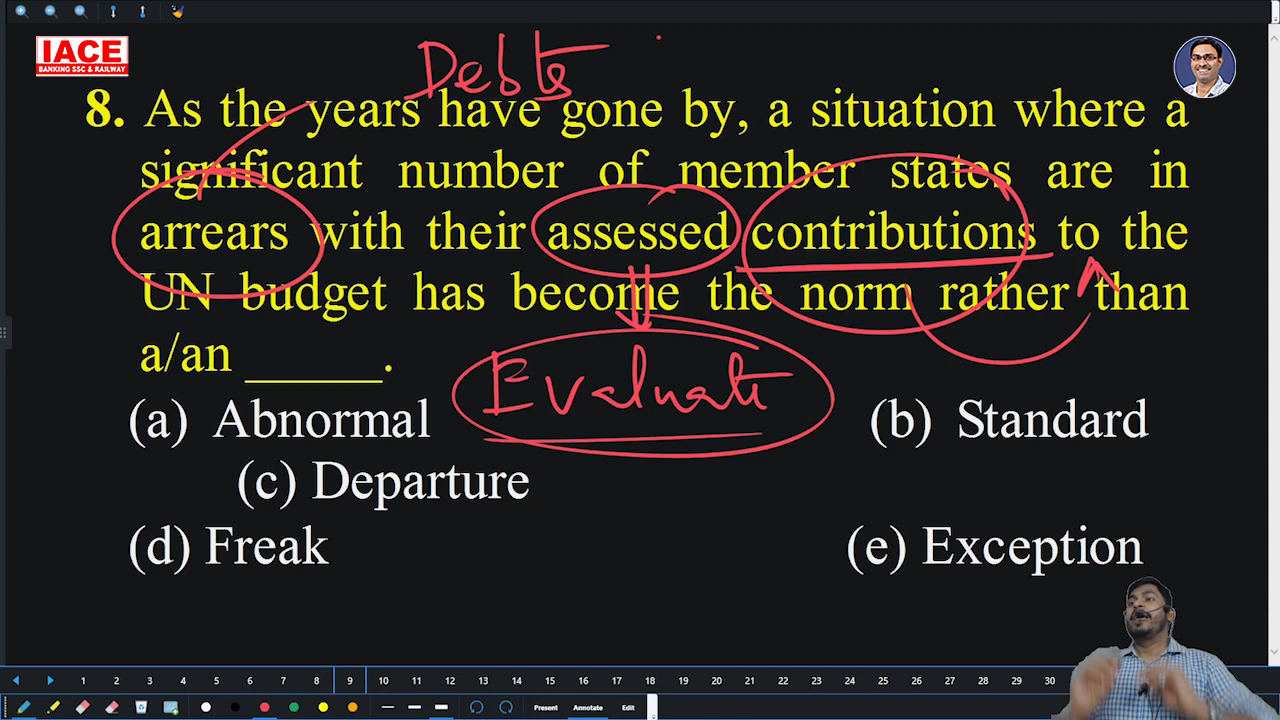 IACE
BANKING SSC & RAILWAY
Debts
8. As the years have gone by, a situation where a
significant number of member states are in
arrears with their assessed contributions to the
UN budget has become the norm rather than
a/an ______.
Evaluate
(a) Abnormal (b) Standard
(c) Departure
(d) Freak (e) Exception
1 2 3 4 5 6 7 8 9 10 11 12 13 14 15 16 17 18 19 20 21 22 23 24 25 26 27 28 29 30
Present Annotate Edit